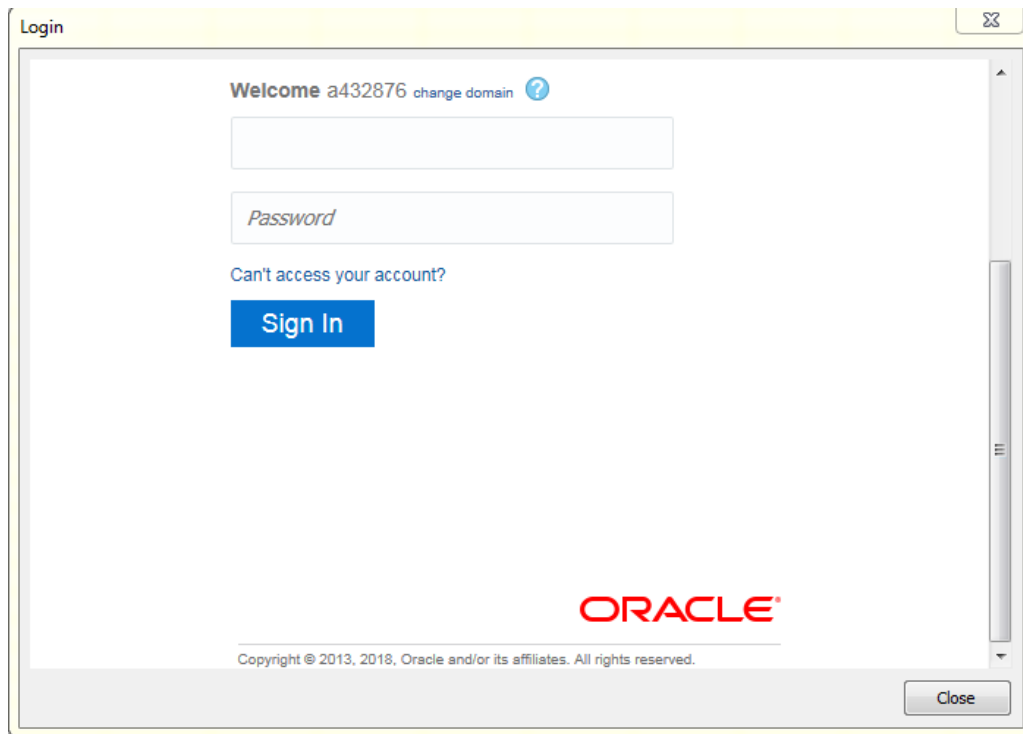 Login
Welcome a432876 change domain ?
Password
Can't access your account?
Sign In
ORACLE
Copyright © 2013, 2018, Oracle and/or its affiliates. All rights reserved.
Close